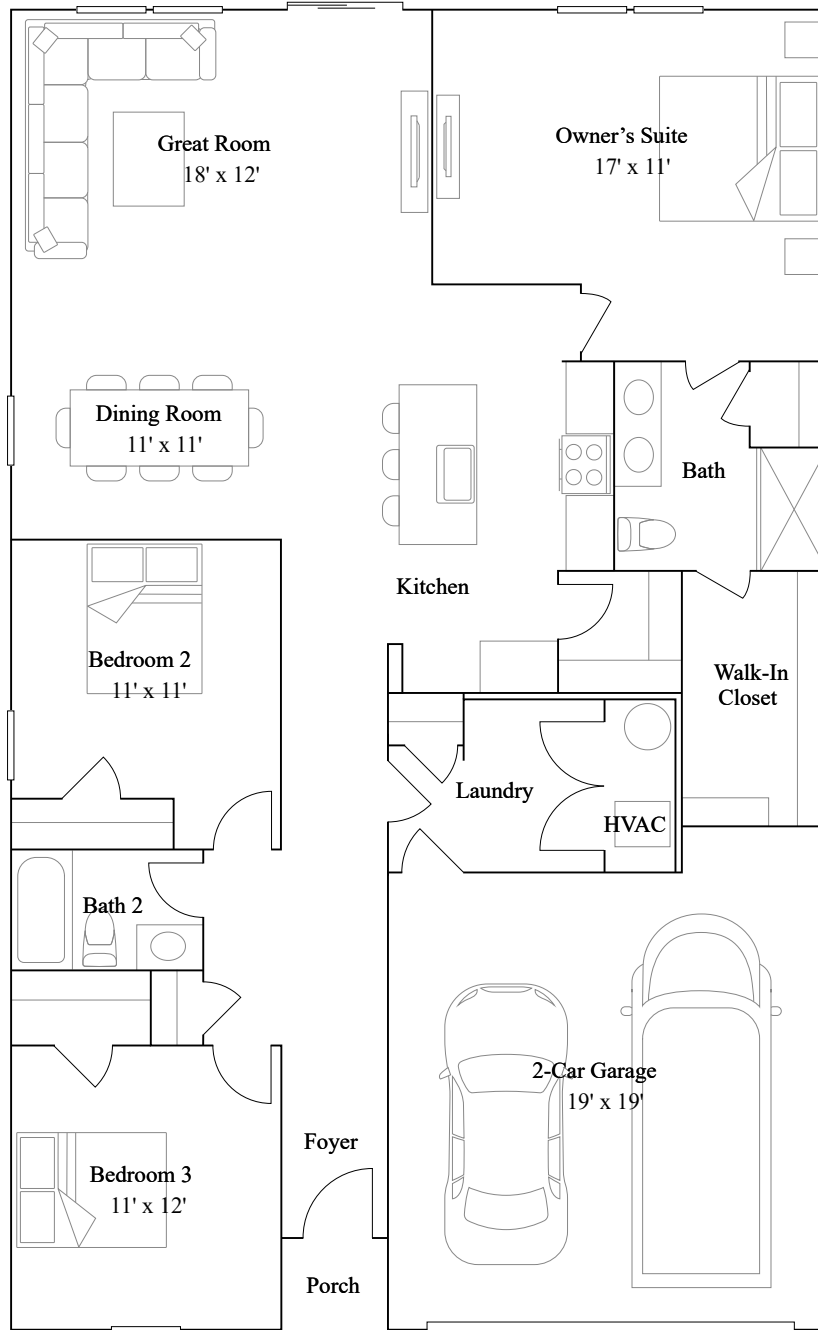 Great Room
18' x 12'
Owner’s Suite
17' x 11'
Dining Room
11' x 11'
Bath
Kitchen
Bedroom 2
11' x 11'
Walk-In
Closet
Laundry
HVAC
Bath 2
2-Car Garage
19' x 19'
Foyer
Bedroom 3
11' x 12'
Porch